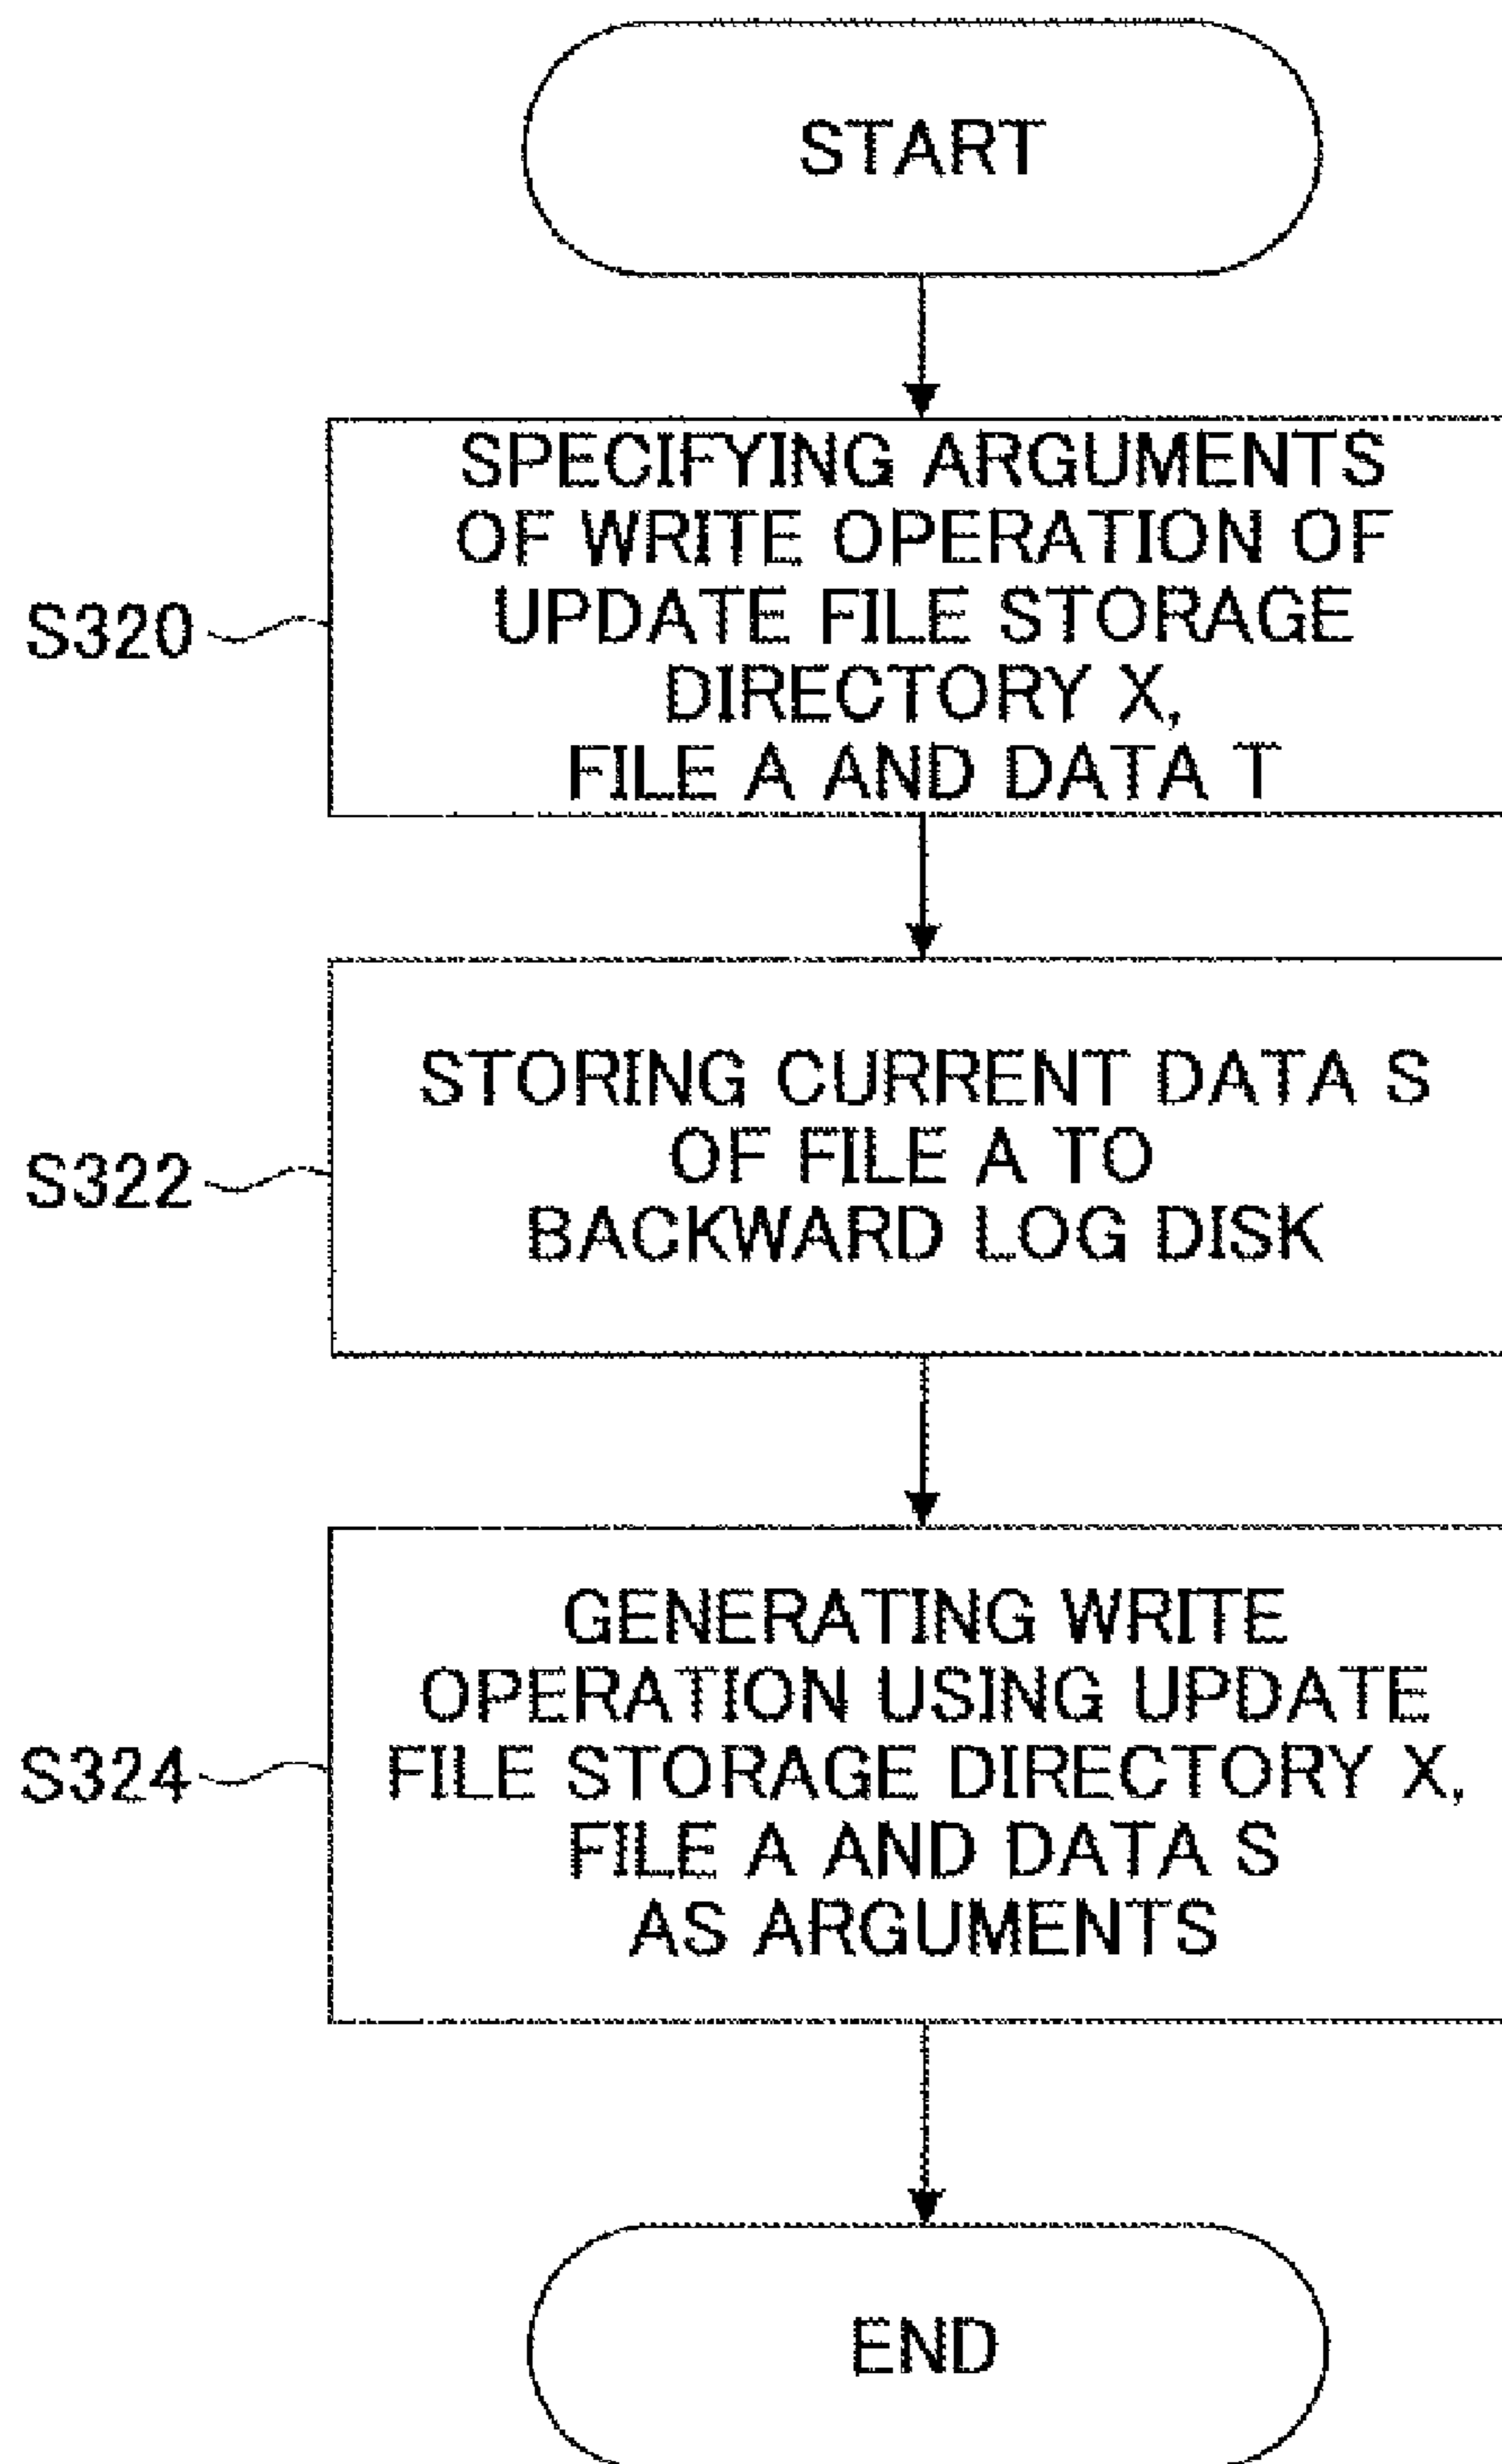 START
SPECIFYING ARGUMENTS
OF WRITE OPERATION OF
UPDATE FILE STORAGE
DIRECTORY X,
FILE A AND DATA T
S320
STORING CURRENT DATA S
OF FILE A TO
BACKWARD LOG DISK
S322
GENERATING WRITE
OPERATION USING UPDATE
FILE STORAGE DIRECTORY X,
FILE A AND DATA S
AS ARGUMENTS
S324
END